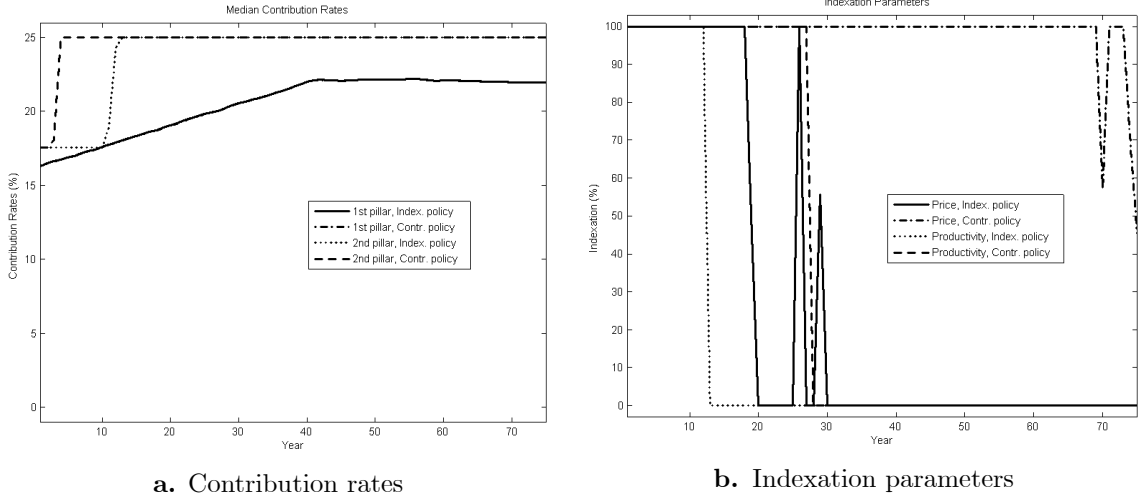 Median Contribution Rates
25
20
15
10
5
0
Contribution Rates (%)
1st pillar, Index. policy
1st pillar, Contr. policy
2nd pillar, Index. policy
2nd pillar, Contr. policy
10 20 30 40 50 60 70
Year
a. Contribution rates
Indexation Parameters
100
90
80
70
60
50
40
30
20
10
0
Indexation (%)
Price, Index. policy
Price, Contr. policy
Productivity, Index. policy
Productivity, Contr. policy
10 20 30 40 50 60 70
Year
b. Indexation parameters